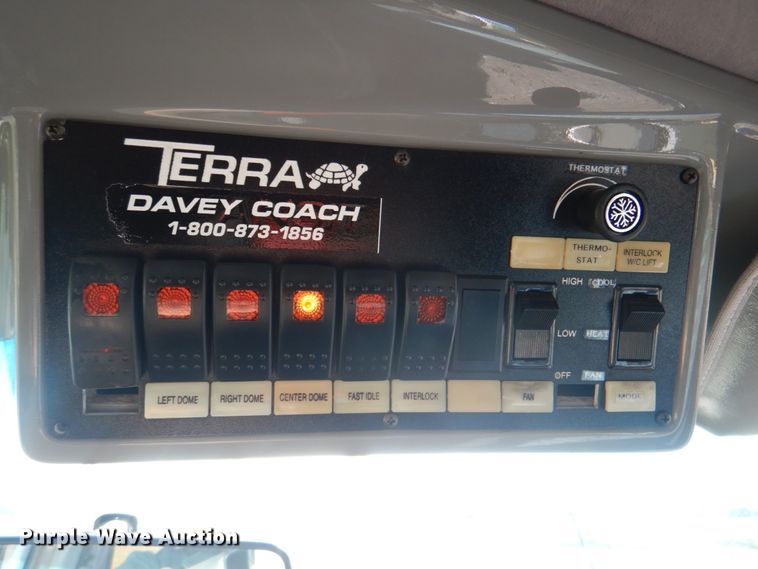 TERRA
DAVEY COACH
1-800-873-1856
THERMOSTAT
THERMO-
STAT
INTERLOCK
W/C LIFT
HIGH COOL
LOW HEAT
OFF FAN
LEFT DOME
RIGHT DOME
CENTER DOME
FAST IDLE
INTERLOCK
FAN
MODE
Purple Wave Auction